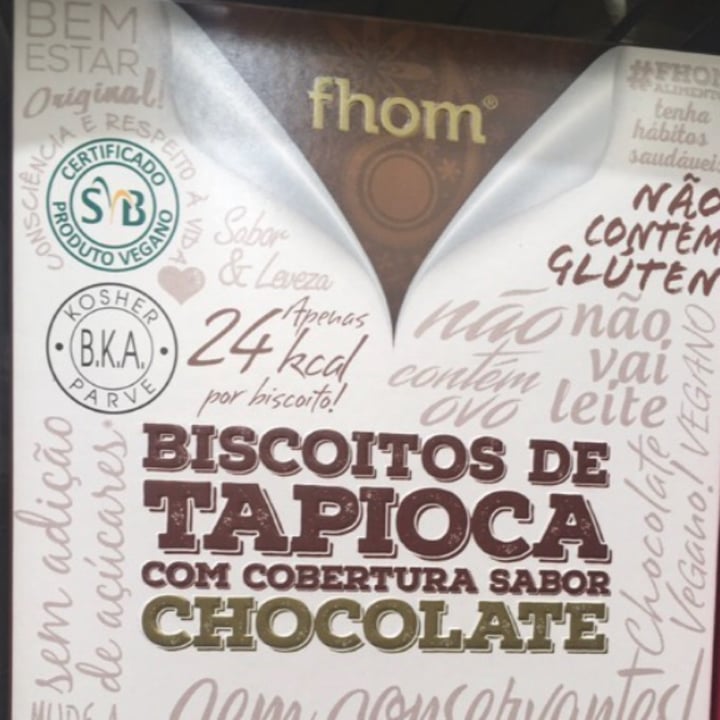 BEM
ESTAR
Original!
CONSCIÊNCIA E RESPEITO À VIDA
fhom®
#FHOM
ALIMENT
tenha
hábitos
saudáveis
CERTIFICADO
SVB
PRODUTO VEGANO
Sabor
& Leveza
NÃO
CONTÉM
GLÚTEN
KOSHER
B.K.A.
PARVE
Apenas
24 kcal
por biscoito!
não
contém
ovo
não
vai
leite
VEGANO
BISCOITOS DE
TAPIOCA
COM COBERTURA SABOR
CHOCOLATE
sem adição
de açúcares*
Chocolate
Vegano!
MUDE A
sem conservantes!